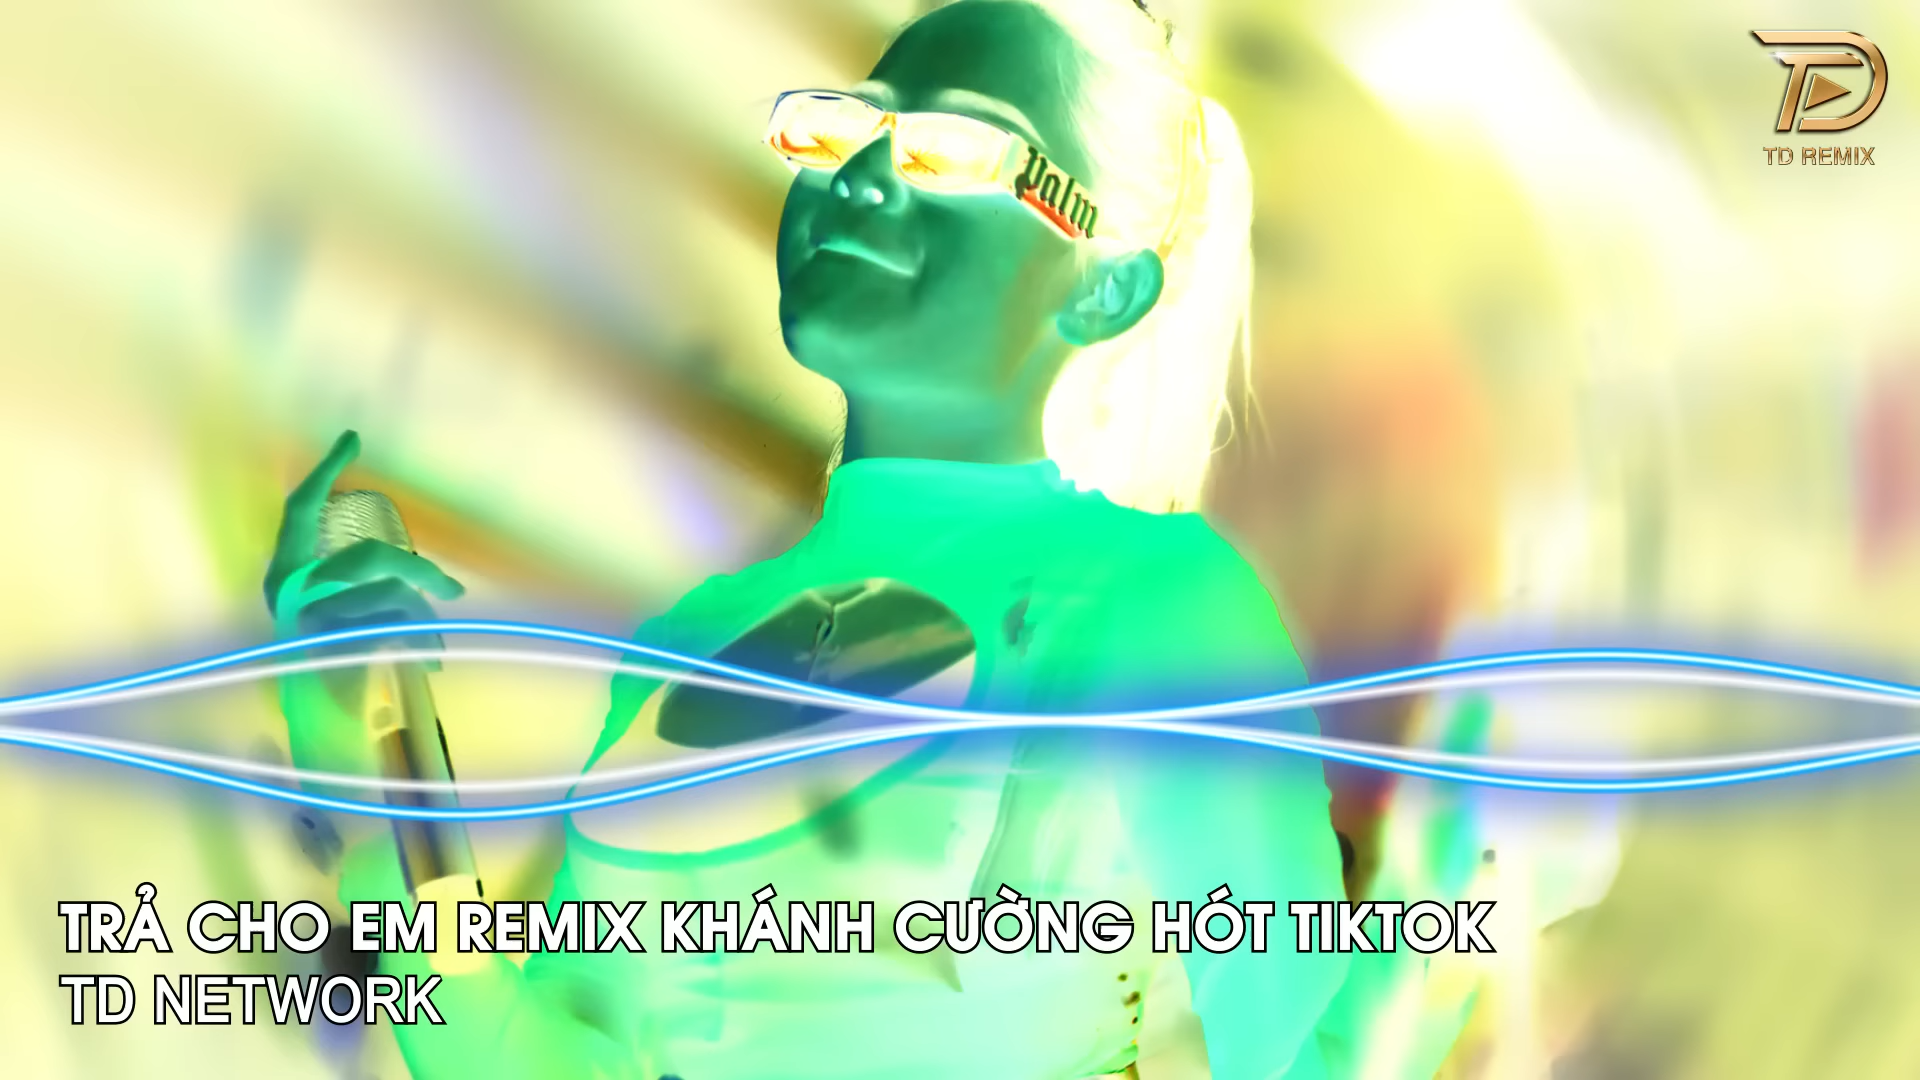 TD REMIX
Palm
TRẢ CHO EM REMIX KHÁNH CƯỜNG HÓT TIKTOK
TD NETWORK